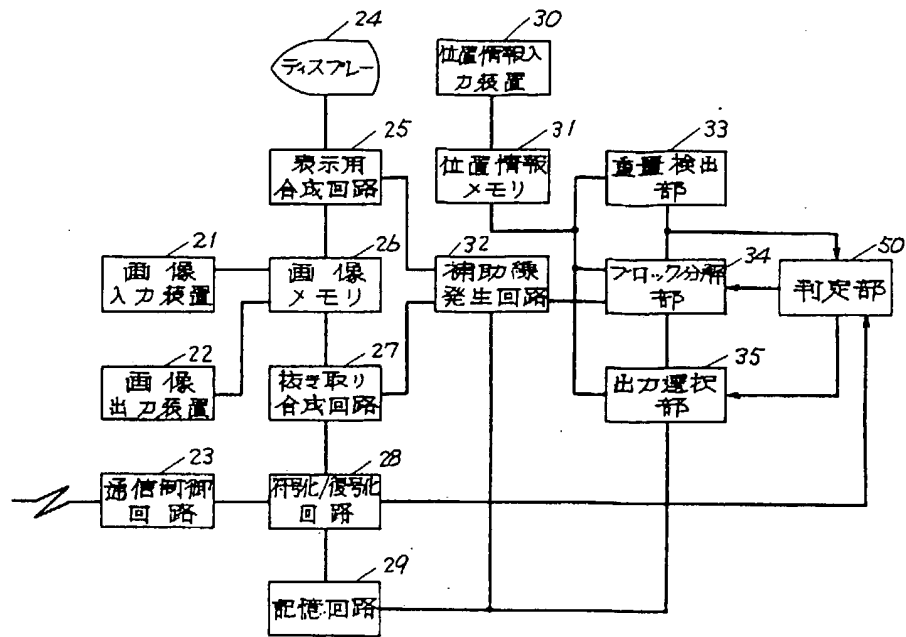 24
ディスプレー
30
位置情報入
力装置
25
表示用
合成回路
31
位置情報
メモリ
33
重量検出
部
21
画像
入力装置
26
画像
メモリ
32
補助線
発生回路
34
ブロック分解
部
50
判定部
22
画像
出力装置
27
抜き取り
合成回路
35
出力選択
部
23
通信制御
回路
28
符号化/復号化
回路
29
記憶回路